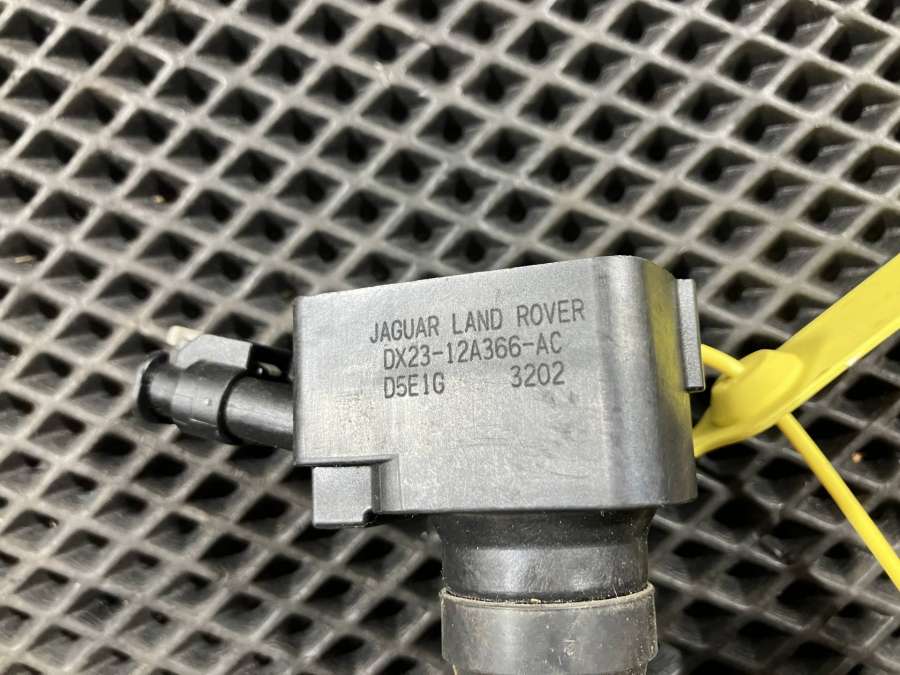 JAGUAR LAND ROVER
DX23-12A366-AC
D5E1G 3202